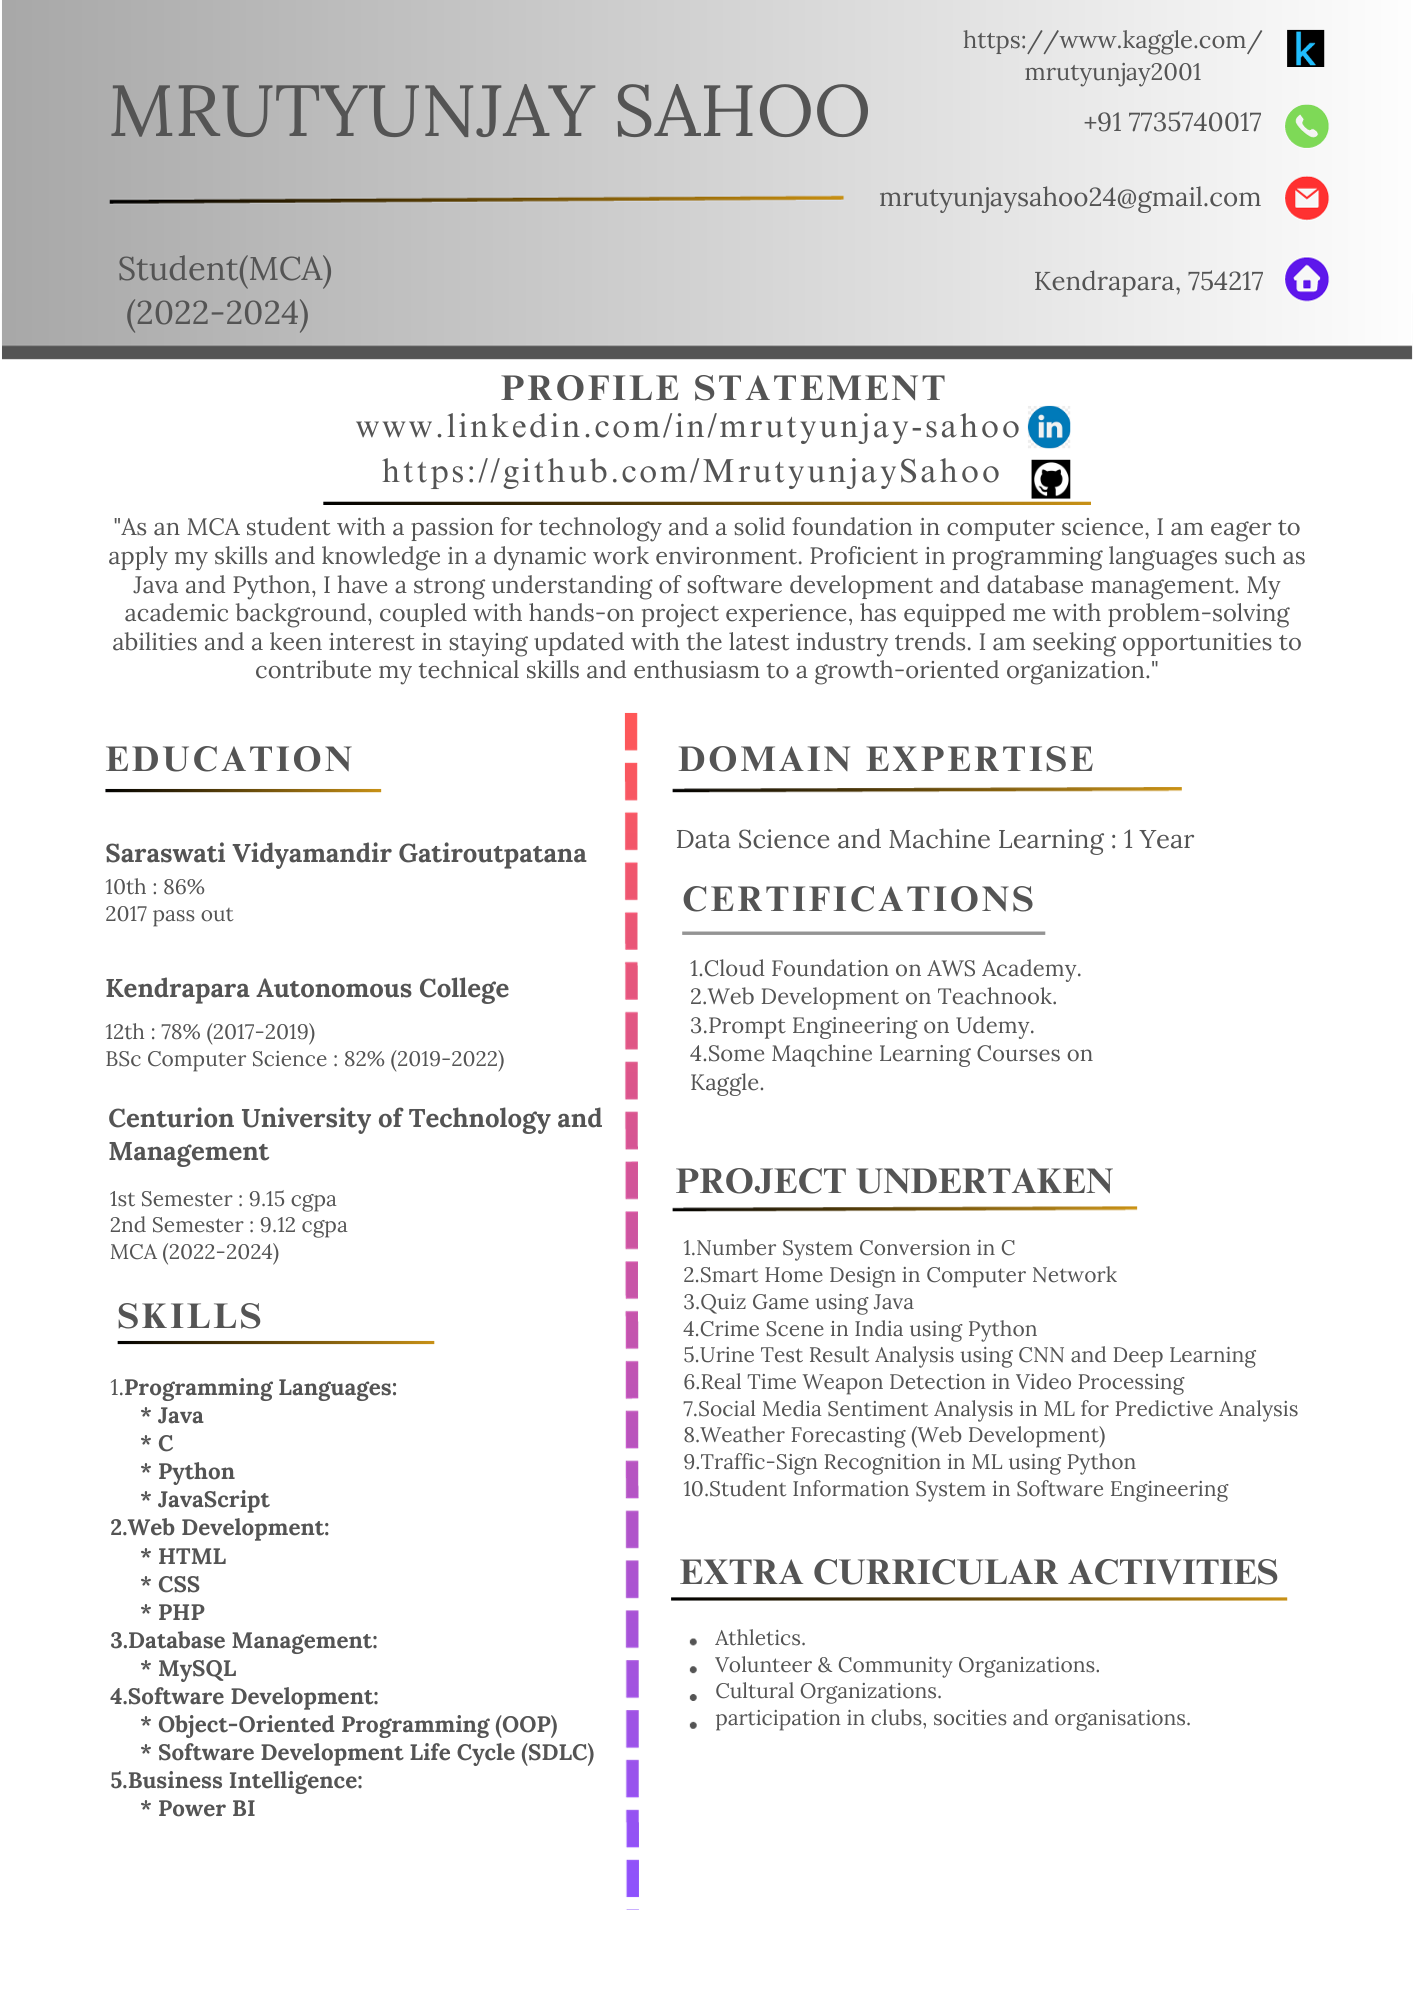 MRUTYUNJAY SAHOO
Student(MCA)
(2022-2024)
https://www.kaggle.com/
mrutyunjay2001
k
+91 7735740017
mrutyunjaysahoo24@gmail.com
Kendrapara, 754217
PROFILE STATEMENT
www.linkedin.com/in/mrutyunjay-sahoo
in
https://github.com/MrutyunjaySahoo
"As an MCA student with a passion for technology and a solid foundation in computer science, I am eager to
apply my skills and knowledge in a dynamic work environment. Proficient in programming languages such as
Java and Python, I have a strong understanding of software development and database management. My
academic background, coupled with hands-on project experience, has equipped me with problem-solving
abilities and a keen interest in staying updated with the latest industry trends. I am seeking opportunities to
contribute my technical skills and enthusiasm to a growth-oriented organization."
EDUCATION
Saraswati Vidyamandir Gatiroutpatana
10th : 86%
2017 pass out
Kendrapara Autonomous College
12th : 78% (2017-2019)
BSc Computer Science : 82% (2019-2022)
Centurion University of Technology and
Management
1st Semester : 9.15 cgpa
2nd Semester : 9.12 cgpa
MCA (2022-2024)
SKILLS
1.Programming Languages:
* Java
* C
* Python
* JavaScript
2.Web Development:
* HTML
* CSS
* PHP
3.Database Management:
* MySQL
4.Software Development:
* Object-Oriented Programming (OOP)
* Software Development Life Cycle (SDLC)
5.Business Intelligence:
* Power BI
DOMAIN EXPERTISE
Data Science and Machine Learning : 1 Year
CERTIFICATIONS
1.Cloud Foundation on AWS Academy.
2.Web Development on Teachnook.
3.Prompt Engineering on Udemy.
4.Some Maqchine Learning Courses on
Kaggle.
PROJECT UNDERTAKEN
1.Number System Conversion in C
2.Smart Home Design in Computer Network
3.Quiz Game using Java
4.Crime Scene in India using Python
5.Urine Test Result Analysis using CNN and Deep Learning
6.Real Time Weapon Detection in Video Processing
7.Social Media Sentiment Analysis in ML for Predictive Analysis
8.Weather Forecasting (Web Development)
9.Traffic-Sign Recognition in ML using Python
10.Student Information System in Software Engineering
EXTRA CURRICULAR ACTIVITIES
• Athletics.
• Volunteer & Community Organizations.
• Cultural Organizations.
• participation in clubs, socities and organisations.